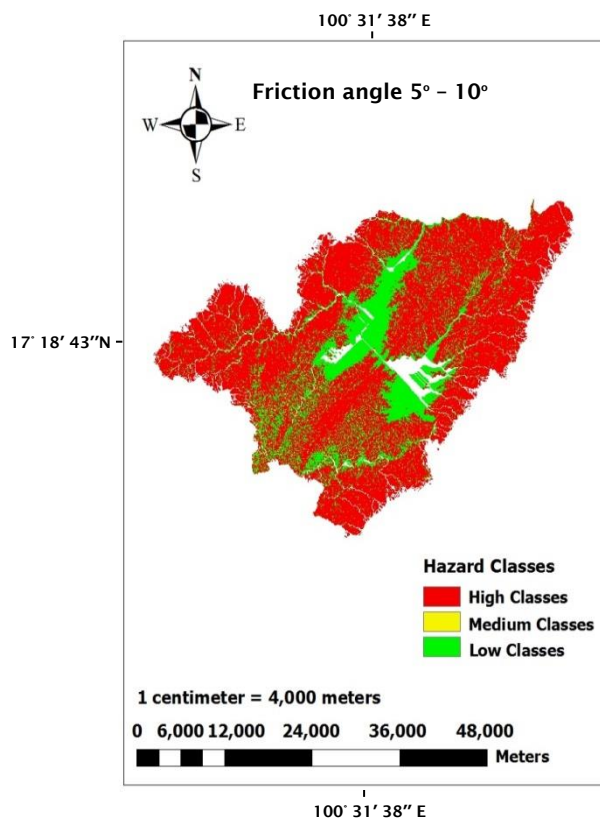 100° 31′ 38″ E
N
Friction angle 5° – 10°
W E
S
17° 18′ 43″N
Hazard Classes
High Classes
Medium Classes
Low Classes
1 centimeter = 4,000 meters
0 6,000 12,000 24,000 36,000 48,000
Meters
100° 31′ 38″ E